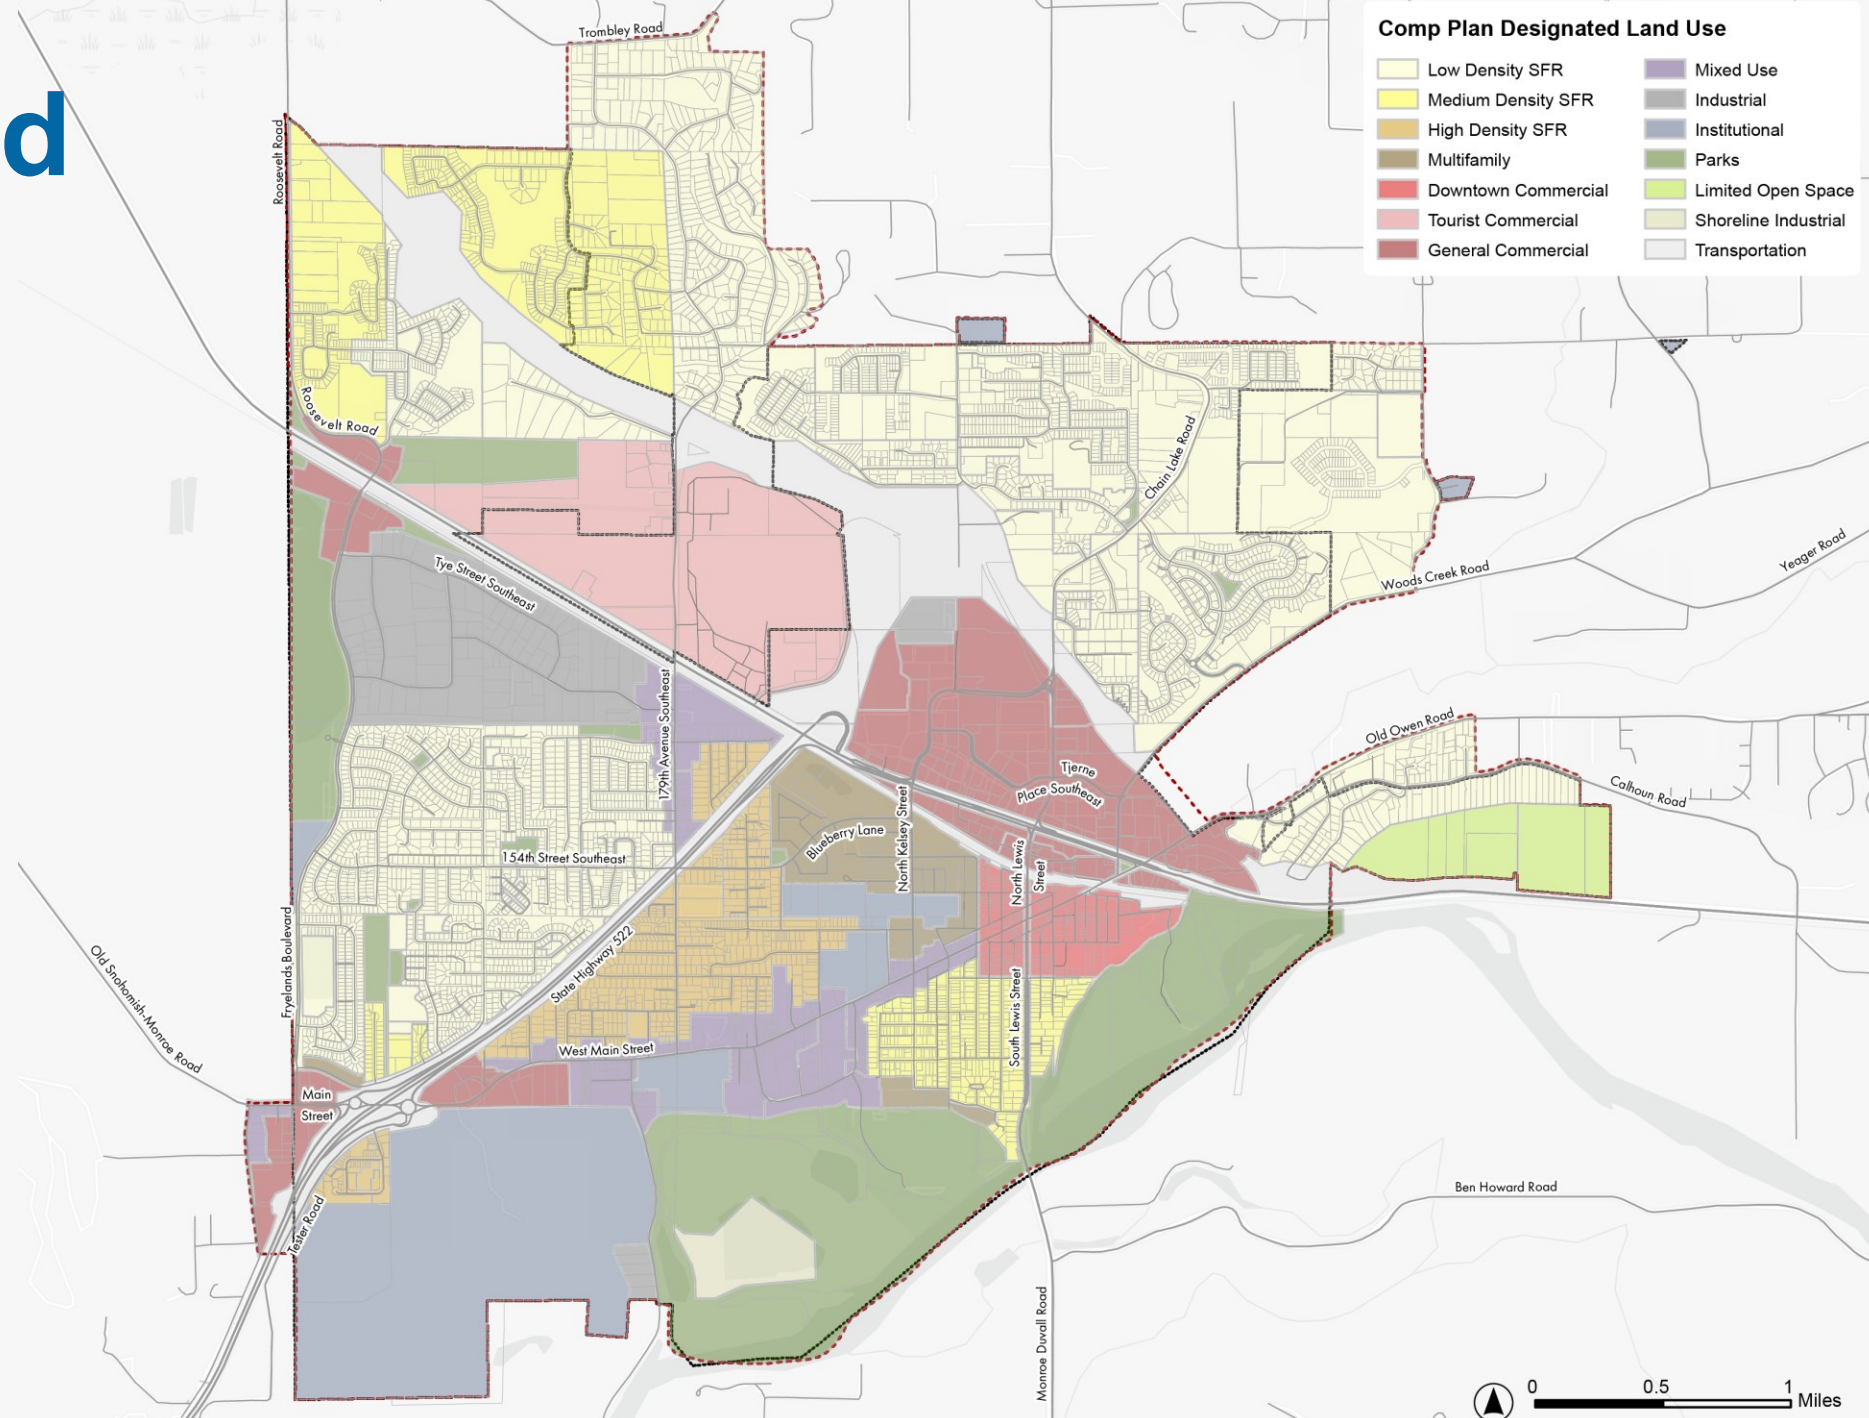 d
Comp Plan Designated Land Use
Low Density SFR
Medium Density SFR
High Density SFR
Multifamily
Downtown Commercial
Tourist Commercial
General Commercial
Mixed Use
Industrial
Institutional
Parks
Limited Open Space
Shoreline Industrial
Transportation
Trombley Road
Roosevelt Road
Roosevelt Road
Chain Lake Road
Tye Street Southeast
Woods Creek Road
Yeager Road
179th Avenue Southeast
Old Owen Road
Tjerne
Place Southeast
Calhoun Road
Blueberry Lane
North Kelsey Street
154th Street Southeast
North Lewis
Street
State Highway 522
Fryelands Boulevard
Old Snohomish-Monroe Road
South Lewis Street
West Main Street
Main
Street
Tester Road
Ben Howard Road
Monroe Duvall Road
0
0.5
1
Miles